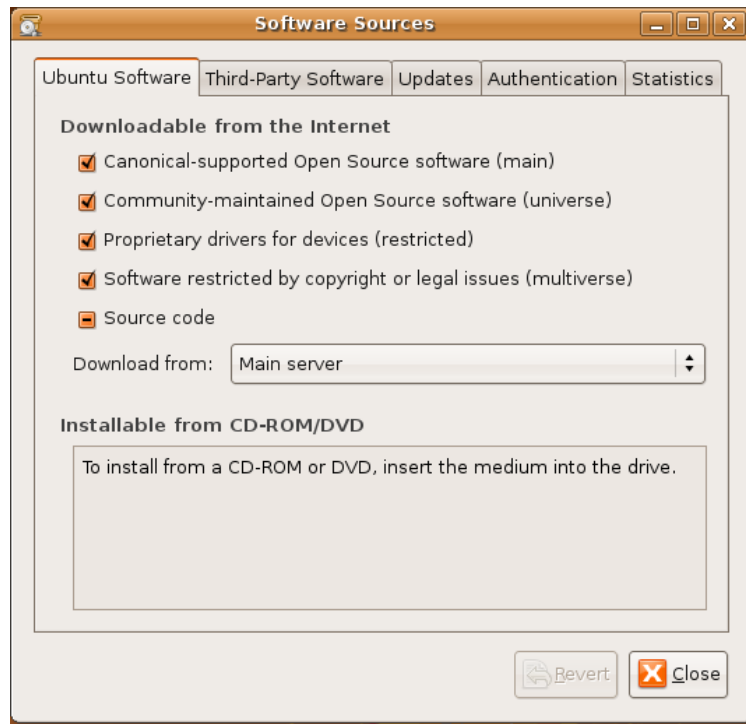 Software Sources
Ubuntu Software Third-Party Software Updates Authentication Statistics
Downloadable from the Internet
Canonical-supported Open Source software (main)
Community-maintained Open Source software (universe)
Proprietary drivers for devices (restricted)
Software restricted by copyright or legal issues (multiverse)
Source code
Download from: Main server
Installable from CD-ROM/DVD
To install from a CD-ROM or DVD, insert the medium into the drive.
Revert Close